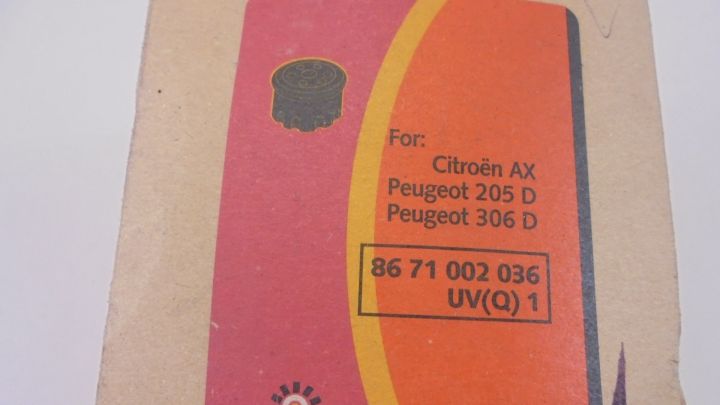 For:
Citroën AX
Peugeot 205 D
Peugeot 306 D
86 71 002 036
UV(Q) 1